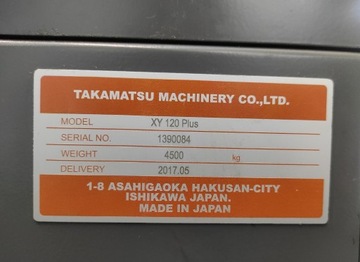 TAKAMATSU MACHINERY CO.,LTD.
MODEL XY 120 Plus
SERIAL NO. 1390084
WEIGHT 4500 kg
DELIVERY 2017.05
1-8 ASAHIGAOKA HAKUSAN-CITY
ISHIKAWA JAPAN.
MADE IN JAPAN